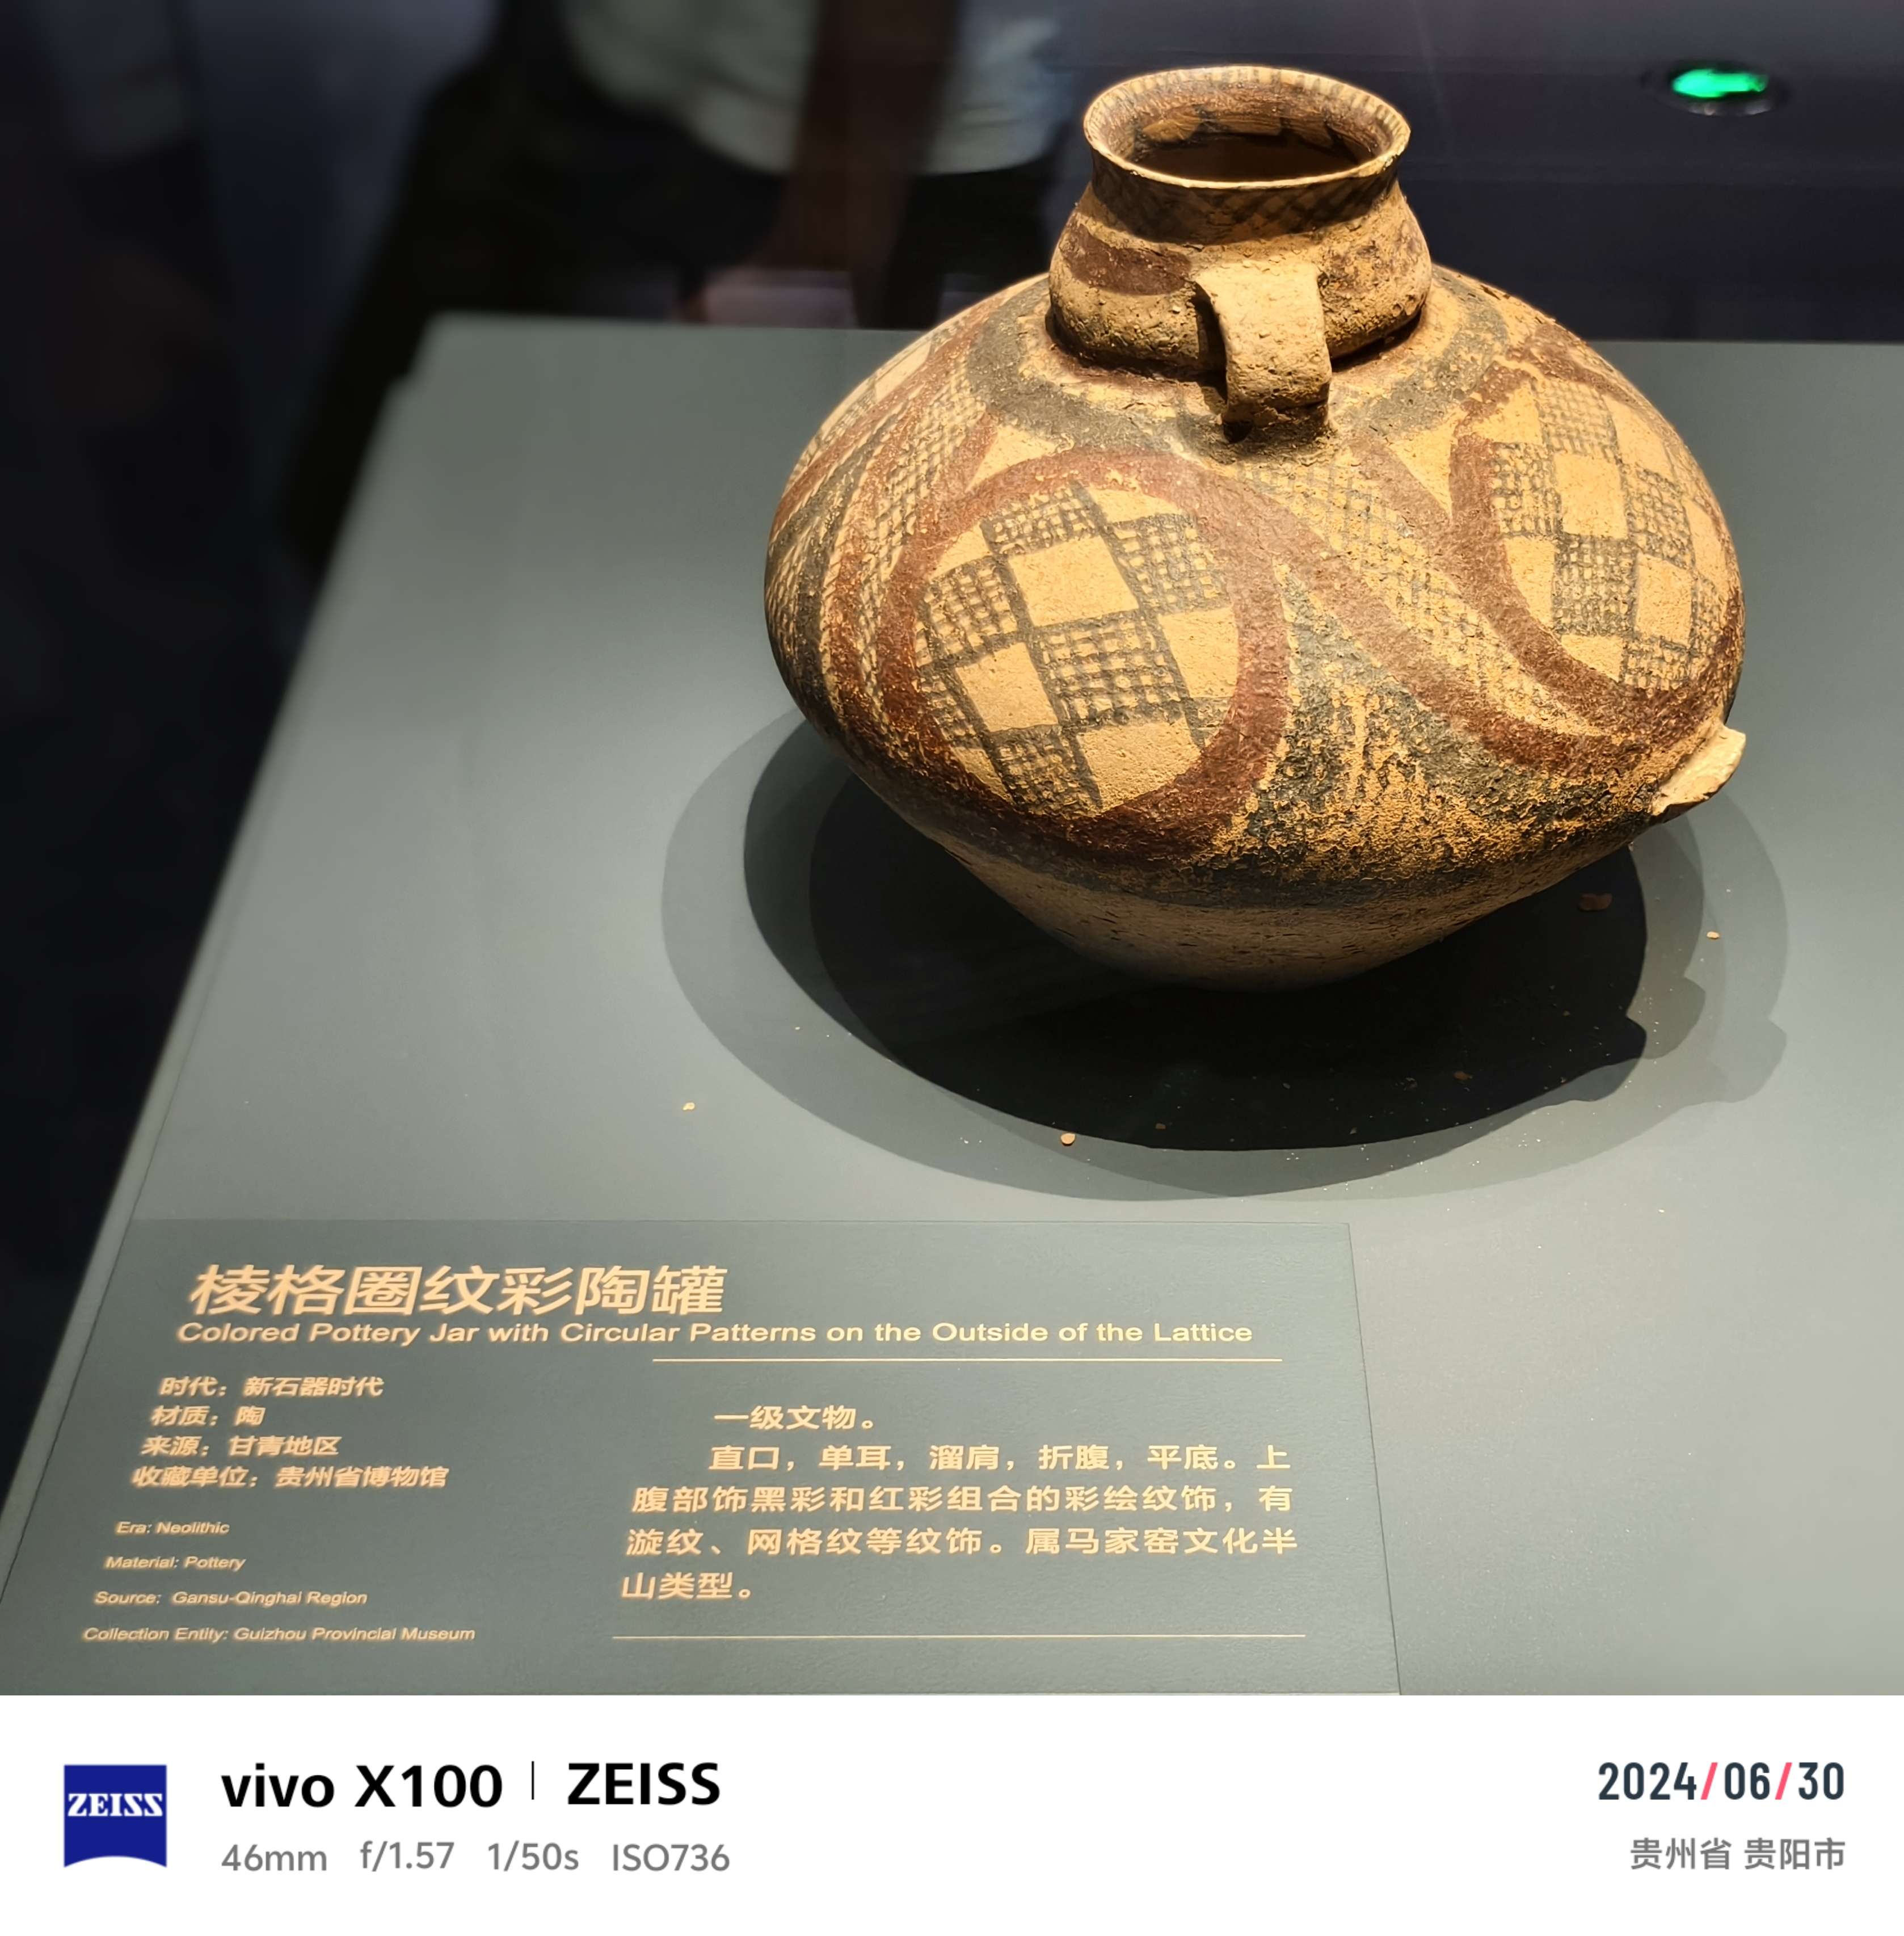 棱格圈纹彩陶罐
Colored Pottery Jar with Circular Patterns on the Outside of the Lattice
时代：新石器时代
材质：陶
来源：甘青地区
收藏单位：贵州省博物馆
Era: Neolithic
Material: Pottery
Source: Gansu-Qinghai Region
Collection Entity: Guizhou Provincial Museum
一级文物。
直口，单耳，溜肩，折腹，平底。上
腹部饰黑彩和红彩组合的彩绘纹饰，有
漩纹、网格纹等纹饰。属马家窑文化半
山类型。
ZEISS
vivo X100 | ZEISS
46mm f/1.57 1/50s ISO736
2024/06/30
贵州省 贵阳市